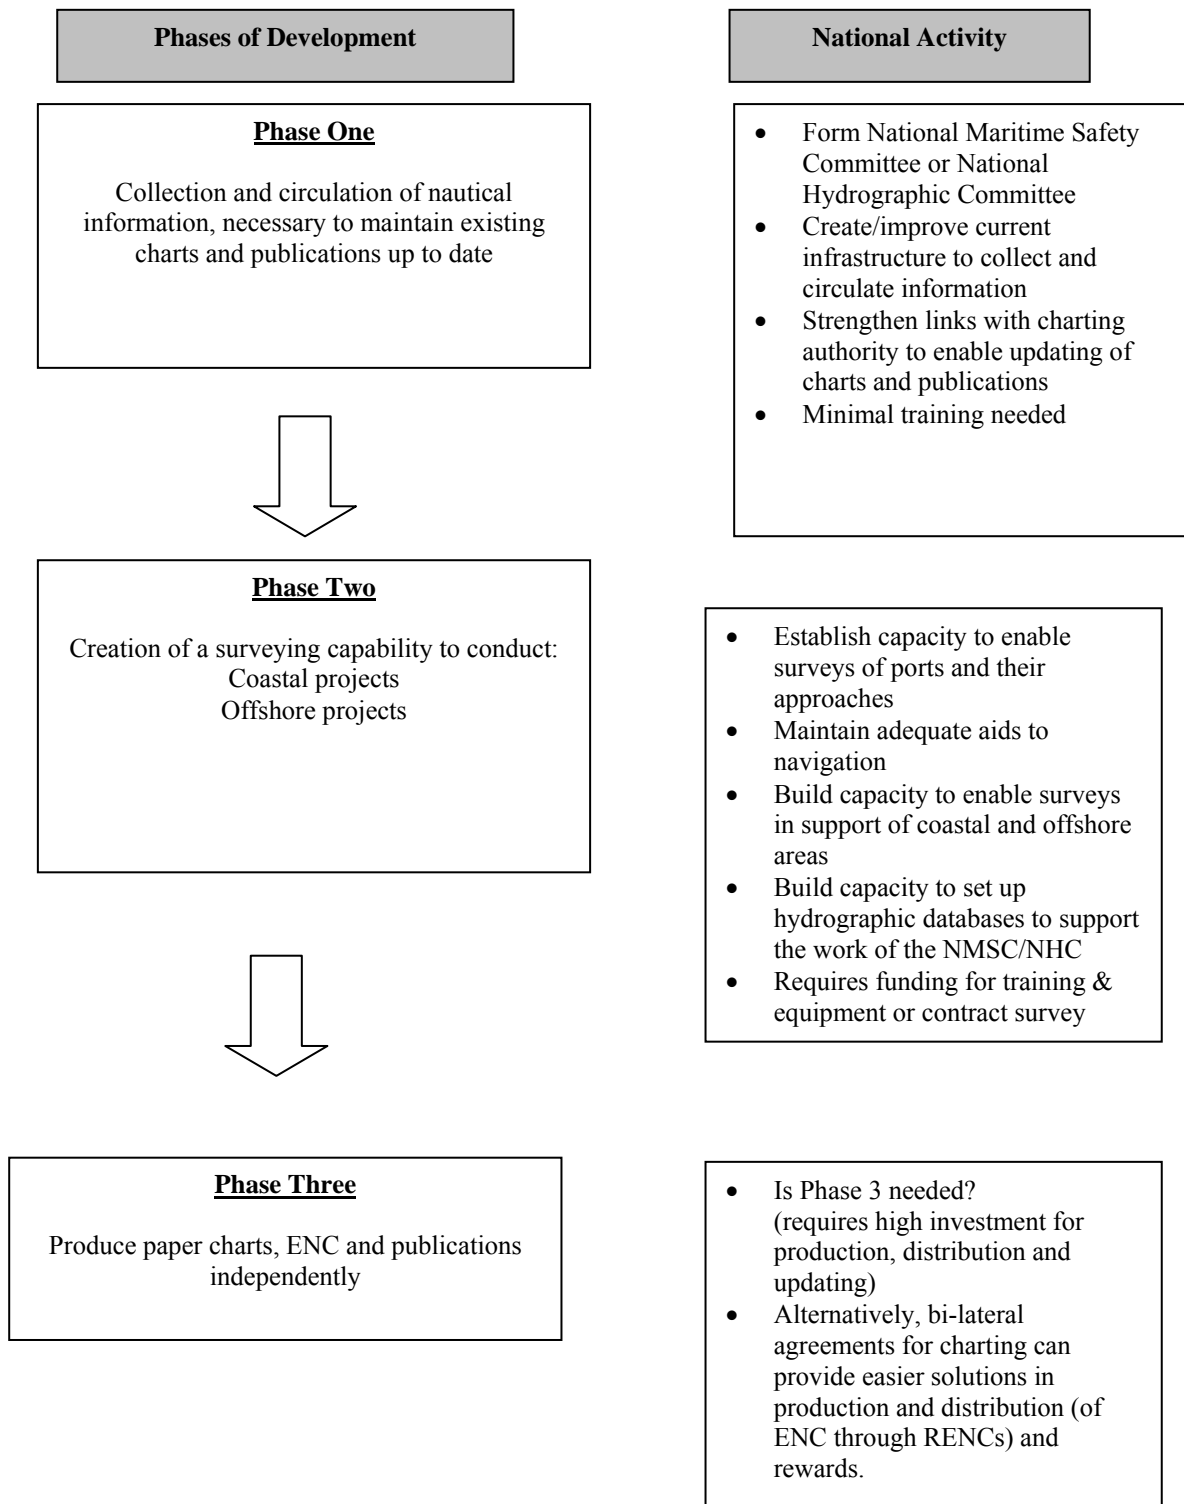 Phases of Development
National Activity
Phase One
Collection and circulation of nautical
information, necessary to maintain existing
charts and publications up to date
• Form National Maritime Safety
Committee or National
Hydrographic Committee
• Create/improve current
infrastructure to collect and
circulate information
• Strengthen links with charting
authority to enable updating of
charts and publications
• Minimal training needed
Phase Two
Creation of a surveying capability to conduct:
Coastal projects
Offshore projects
• Establish capacity to enable
surveys of ports and their
approaches
• Maintain adequate aids to
navigation
• Build capacity to enable surveys
in support of coastal and offshore
areas
• Build capacity to set up
hydrographic databases to support
the work of the NMSC/NHC
• Requires funding for training &
equipment or contract survey
Phase Three
Produce paper charts, ENC and publications
independently
• Is Phase 3 needed?
(requires high investment for
production, distribution and
updating)
• Alternatively, bi-lateral
agreements for charting can
provide easier solutions in
production and distribution (of
ENC through RENCs) and
rewards.